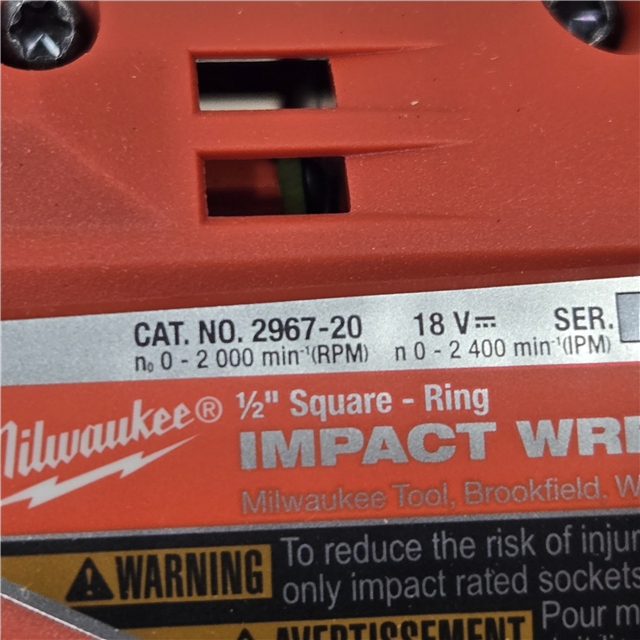 CAT. NO. 2967-20 18 V⎓ SER.
n₀ 0 - 2 000 min⁻¹(RPM) n 0 - 2 400 min⁻¹(IPM)
Milwaukee® ½" Square - Ring
IMPACT WRE
Milwaukee Tool, Brookfield. W
WARNING To reduce the risk of injur
only impact rated sockets
Pour m
AVERTISSEMENT